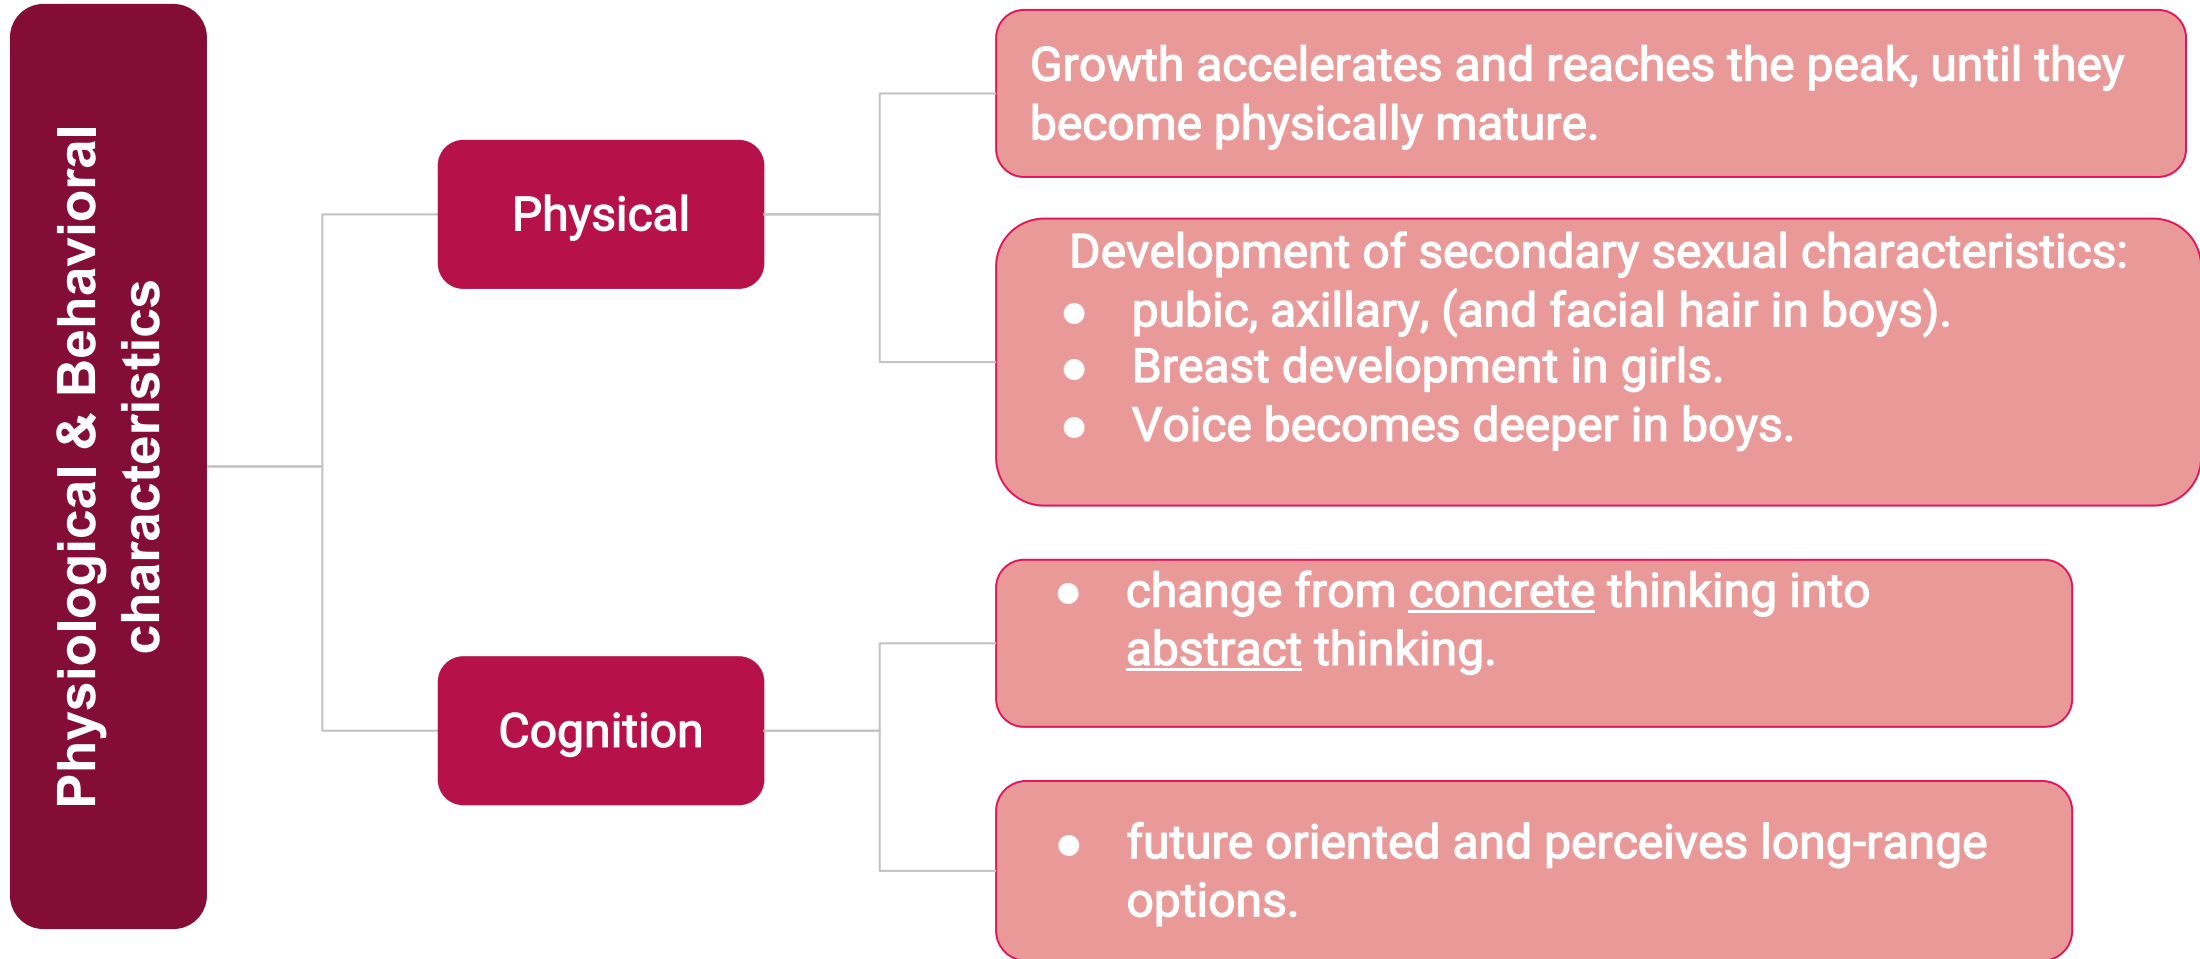 Physiological & Behavioral
characteristics
Physical
Growth accelerates and reaches the peak, until they
become physically mature.
Development of secondary sexual characteristics:
● pubic, axillary, (and facial hair in boys).
● Breast development in girls.
● Voice becomes deeper in boys.
Cognition
● change from concrete thinking into
abstract thinking.
● future oriented and perceives long-range
options.